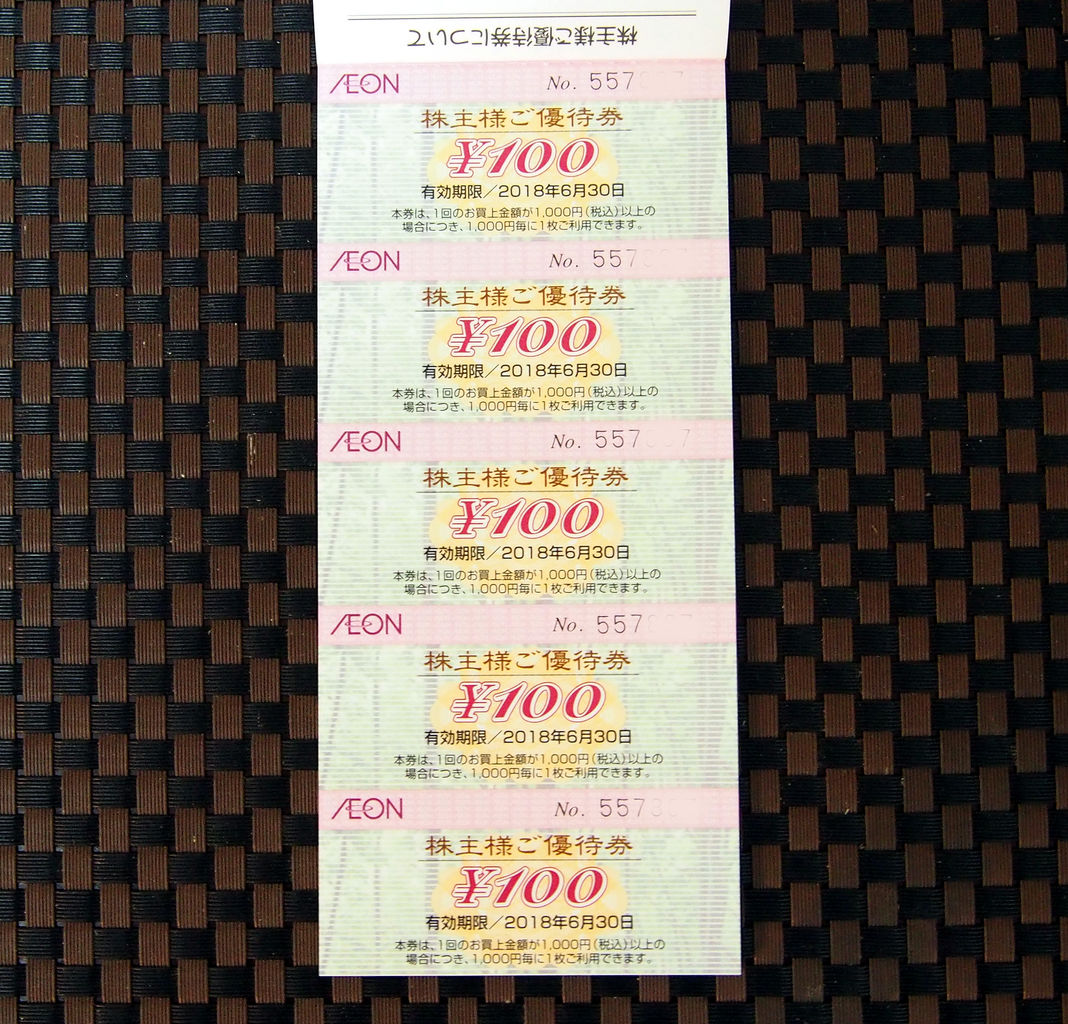 株主様ご優待券について
ÆON No. 557
株主様ご優待券
¥100
有効期限/2018年6月30日
本券は、1回のお買上金額が1,000円(税込)以上の
場合につき、1,000円毎に1枚ご利用できます。
ÆON No. 557
株主様ご優待券
¥100
有効期限/2018年6月30日
本券は、1回のお買上金額が1,000円(税込)以上の
場合につき、1,000円毎に1枚ご利用できます。
ÆON No. 557
株主様ご優待券
¥100
有効期限/2018年6月30日
本券は、1回のお買上金額が1,000円(税込)以上の
場合につき、1,000円毎に1枚ご利用できます。
ÆON No. 557
株主様ご優待券
¥100
有効期限/2018年6月30日
本券は、1回のお買上金額が1,000円(税込)以上の
場合につき、1,000円毎に1枚ご利用できます。
ÆON No. 557
株主様ご優待券
¥100
有効期限/2018年6月30日
本券は、1回のお買上金額が1,000円(税込)以上の
場合につき、1,000円毎に1枚ご利用できます。